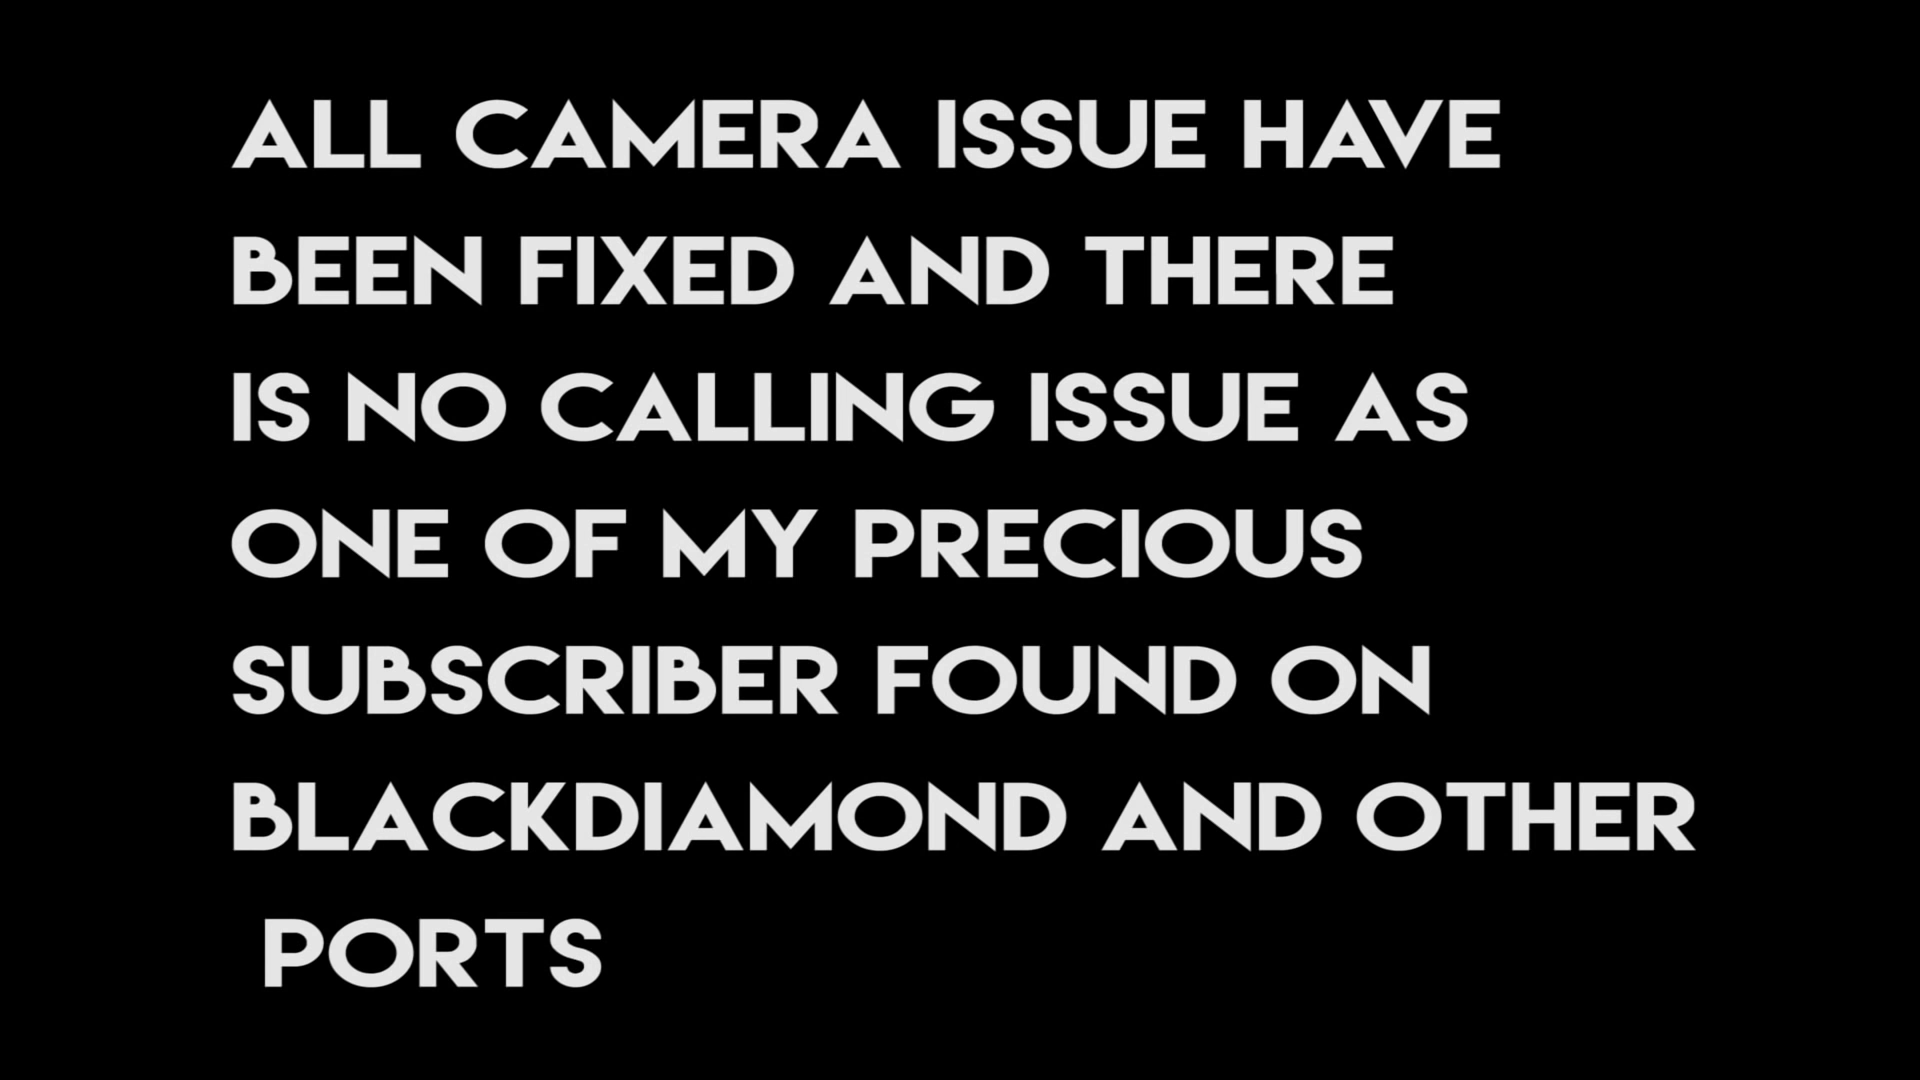 ALL CAMERA ISSUE HAVE
BEEN FIXED AND THERE
IS NO CALLING ISSUE AS
ONE OF MY PRECIOUS
SUBSCRIBER FOUND ON
BLACKDIAMOND AND OTHER
PORTS